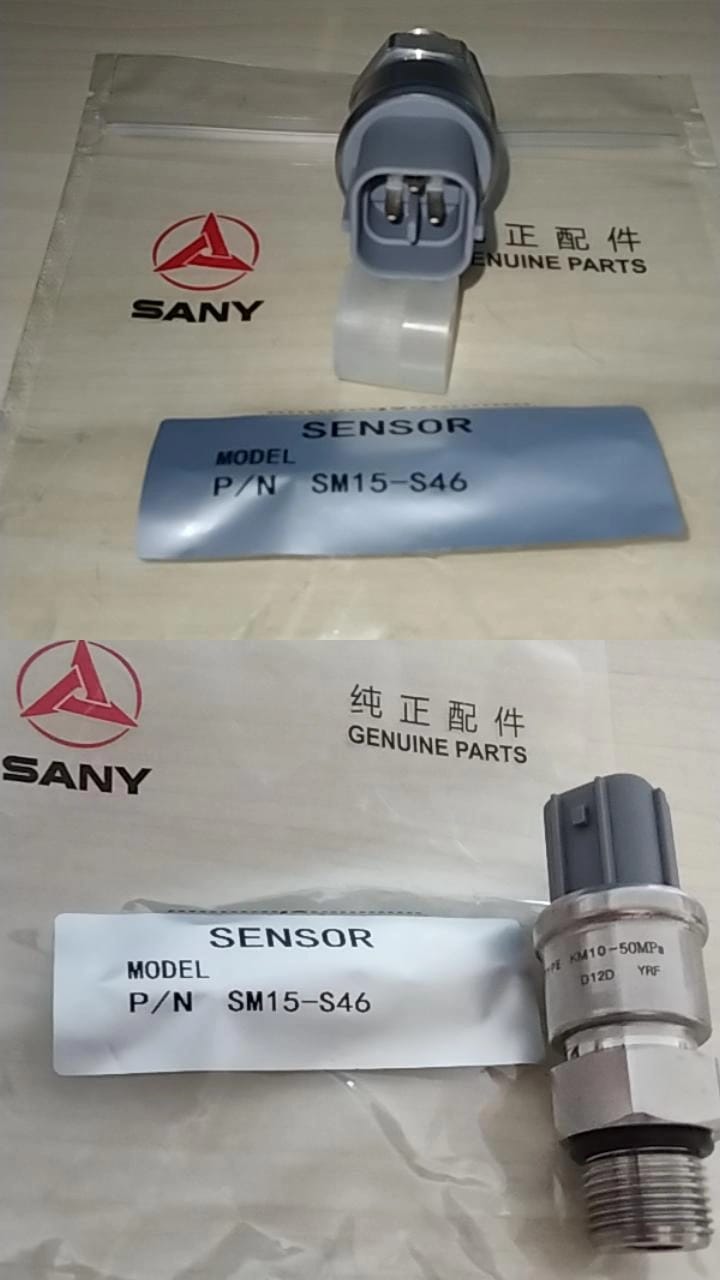 SANY
正配件
ENUINE PARTS
SENSOR
MODEL
P/N SM15-S46
SANY
纯正配件
GENUINE PARTS
SENSOR
MODEL
P/N SM15-S46
KM10-50MPa
D12D YRF